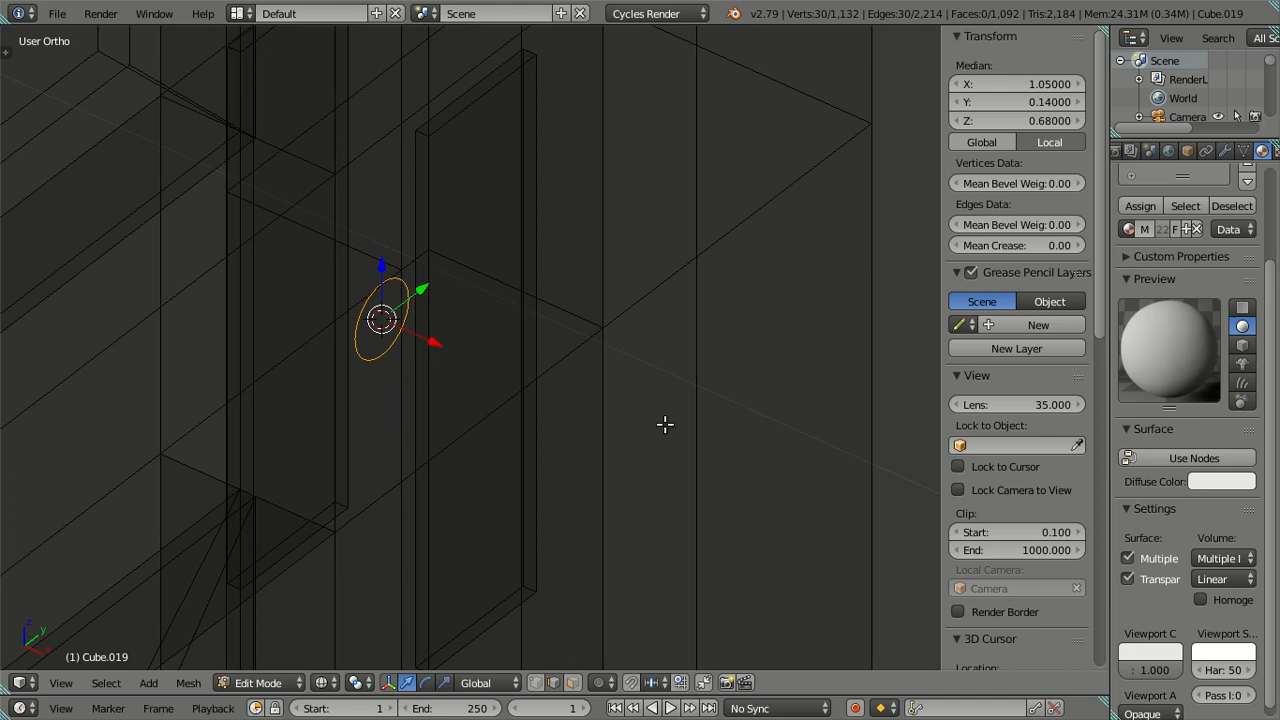 File Render Window Help Default Scene Cycles Render v2.79 | Verts:30/1,132 | Edges:30/2,214 | Faces:0/1,092 | Tris:2,184 | Mem:24.31M (0.34M) | Cube.019
User Ortho
Transform
Median:
X: 1.05000
Y: 0.14000
Z: 0.68000
Global Local
Vertices Data:
Mean Bevel Weig: 0.00
Edges Data:
Mean Bevel Weig: 0.00
Mean Crease: 0.00
Grease Pencil Layers
Scene Object
New
New Layer
View
Lens: 35.000
Lock to Object:
Lock to Cursor
Lock Camera to View
Clip:
Start: 0.100
End: 1000.000
Local Camera:
Camera
Render Border
3D Cursor
Location:
View Search All Sc
Scene
RenderL
World
Camera
Assign Select Deselect
M 22 F Data
Custom Properties
Preview
Surface
Use Nodes
Diffuse Color:
Settings
Surface: Volume:
Multiple Multiple I
Transpar Linear
Homoge
Viewport C Viewport S...
: 1.000 Har: 50
Viewport A Pass I:0
Opaque
z
y
x
(1) Cube.019
View Select Add Mesh Edit Mode Global
View Marker Frame Playback Start: 1 End: 250 1 No Sync